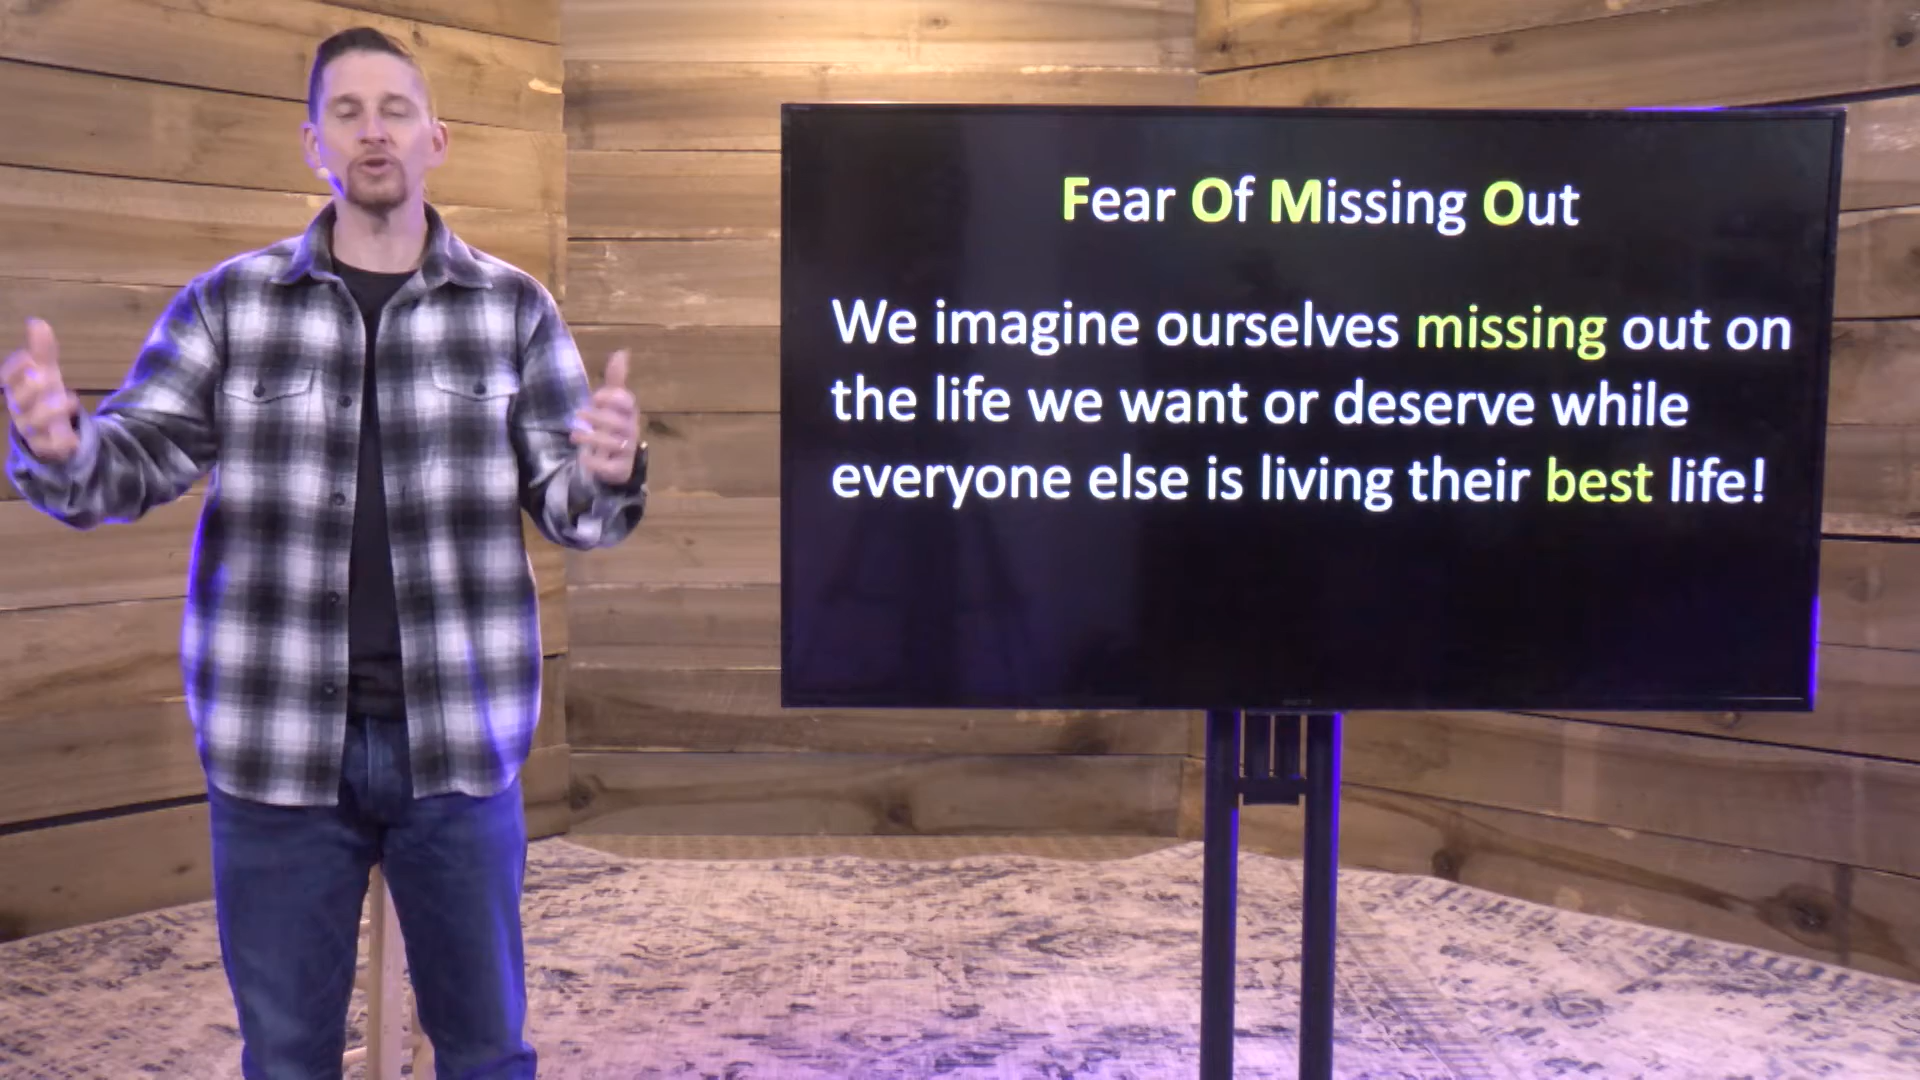 Fear Of Missing Out
We imagine ourselves missing out on
the life we want or deserve while
everyone else is living their best life!